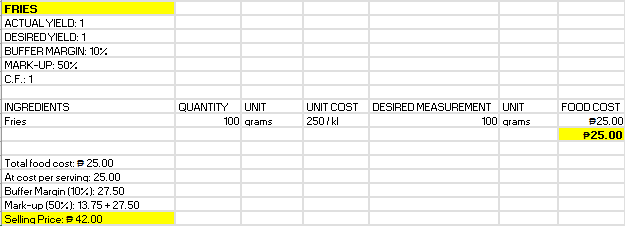 FRIES
ACTUAL YIELD: 1
DESIRED YIELD: 1
BUFFER MARGIN: 10%
MARK-UP: 50%
C.F.: 1
INGREDIENTS QUANTITY UNIT UNIT COST DESIRED MEASUREMENT UNIT FOOD COST
Fries 100 grams 250 / kl 100 grams ₱25.00
₱25.00
Total food cost: ₱ 25.00
At cost per serving: 25.00
Buffer Margin (10%): 27.50
Mark-up (50%): 13.75 + 27.50
Selling Price: ₱ 42.00